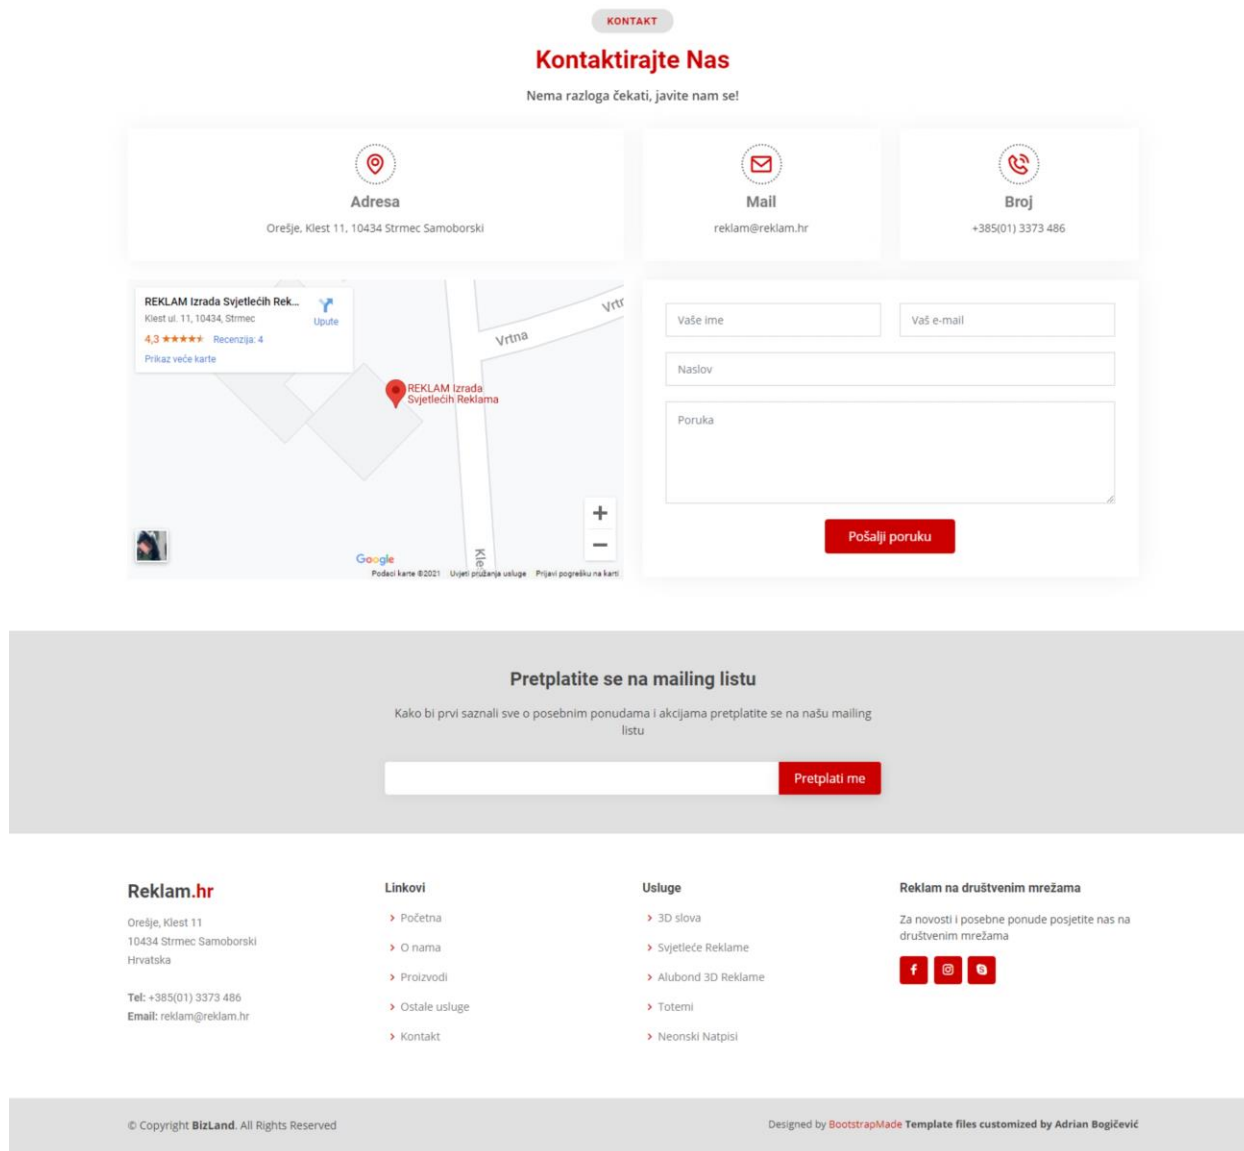 KONTAKT
Kontaktirajte Nas
Nema razloga čekati, javite nam se!
Adresa
Orešje, Klest 11, 10434 Strmec Samoborski
Mail
reklam@reklam.hr
Broj
+385(01) 3373 486
REKLAM Izrada Svjetlećih Rek...
Klest ul. 11, 10434, Strmec
4,3 Recenzija: 4
Prikaz veće karte
Upute
Vrtna
Vrtr
REKLAM Izrada
Svjetlećih Reklama
Kles
Google
Podaci karte ©2021 Uvjeti pružanja usluge Prijavi pogrešku na karti
Vaše ime
Vaš e-mail
Naslov
Poruka
Pošalji poruku
Pretplatite se na mailing listu
Kako bi prvi saznali sve o posebnim ponudama i akcijama pretplatite se na našu mailing
listu
Pretplati me
Reklam.hr
Orešje, Klest 11
10434 Strmec Samoborski
Hrvatska
Tel: +385(01) 3373 486
Email: reklam@reklam.hr
Linkovi
Početna
O nama
Proizvodi
Ostale usluge
Kontakt
Usluge
3D slova
Svjetleće Reklame
Alubond 3D Reklame
Totemi
Neonski Natpisi
Reklam na društvenim mrežama
Za novosti i posebne ponude posjetite nas na
društvenim mrežama
© Copyright BizLand. All Rights Reserved
Designed by BootstrapMade Template files customized by Adrian Bogičević